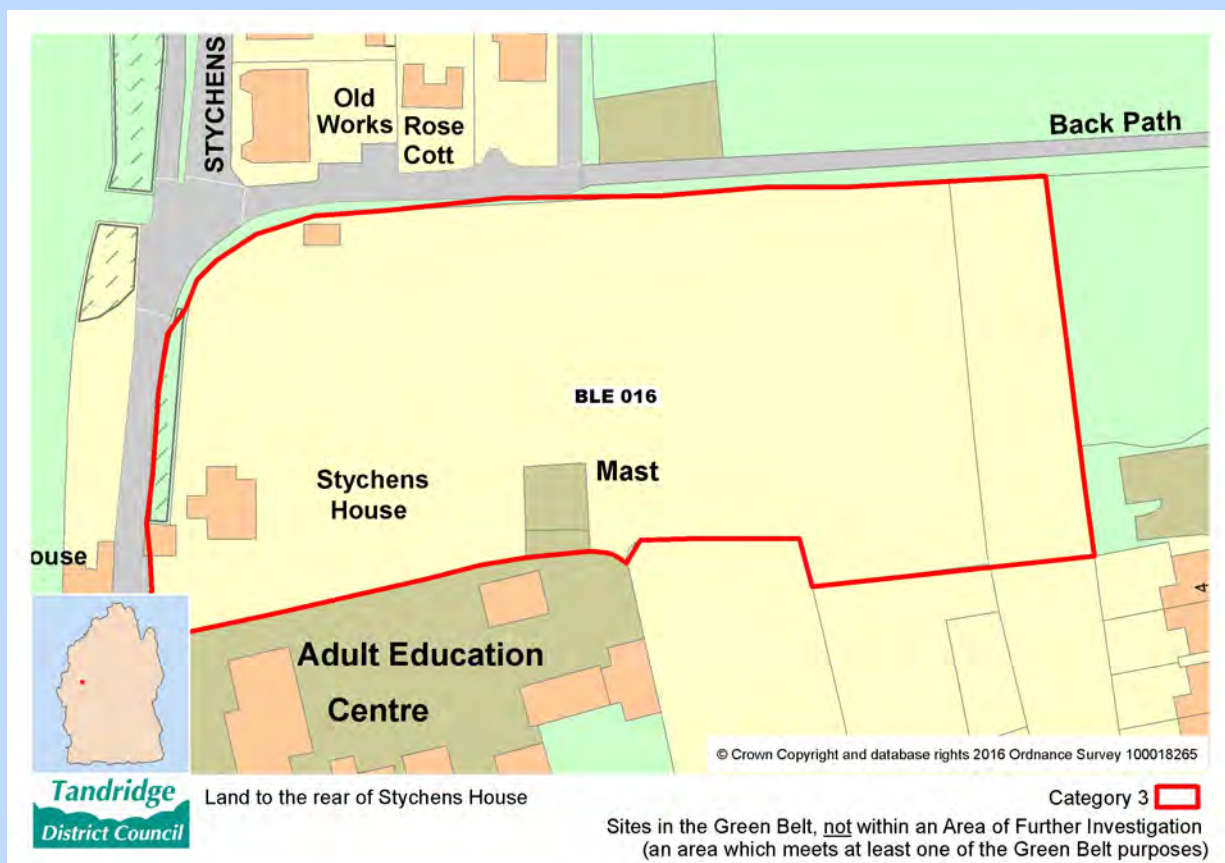 STYCHENS
Old
Works
Rose
Cott
Back Path
BLE 016
Stychens
House
Mast
ouse
Adult Education
Centre
4
© Crown Copyright and database rights 2016 Ordnance Survey 100018265
Tandridge
District Council
Land to the rear of Stychens House
Category 3
Sites in the Green Belt, not within an Area of Further Investigation
(an area which meets at least one of the Green Belt purposes)